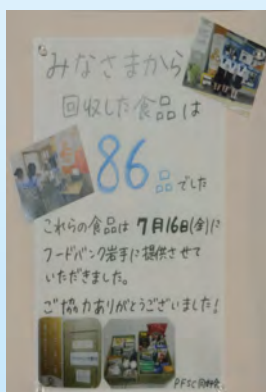 みなさまから
回収した食品は
86品でした
これらの食品は7月16日(金)に
フードバンク岩手に提供させて
いただきました。
ご協力ありがとうございました!